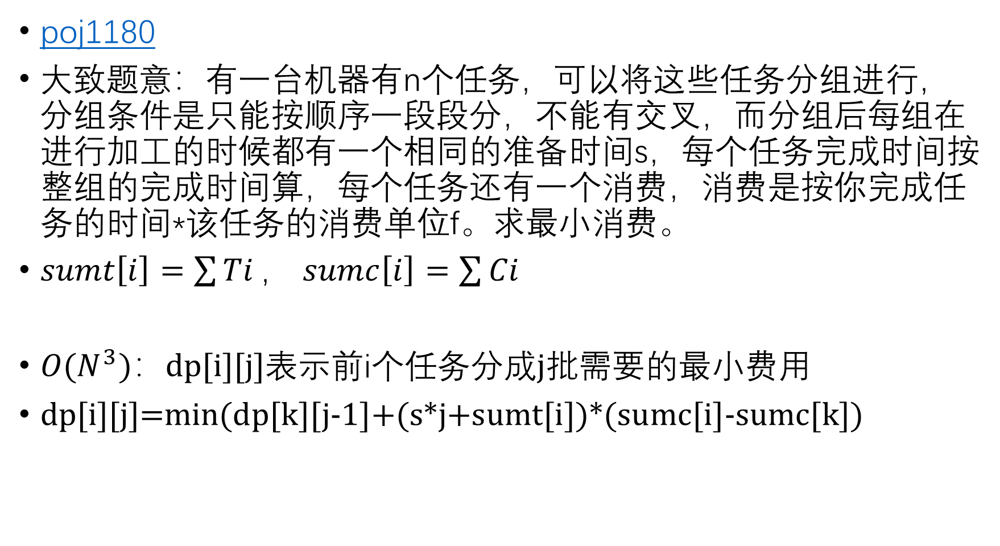 • poj1180
• 大致题意：有一台机器有n个任务，可以将这些任务分组进行，
分组条件是只能按顺序一段段分，不能有交叉，而分组后每组在
进行加工的时候都有一个相同的准备时间s，每个任务完成时间按
整组的完成时间算，每个任务还有一个消费，消费是按你完成任
务的时间*该任务的消费单位f。求最小消费。
• sumt[i] = ∑ Ti ， sumc[i] = ∑ Ci
• O(N³)：dp[i][j]表示前i个任务分成j批需要的最小费用
• dp[i][j]=min(dp[k][j-1]+(s*j+sumt[i])*(sumc[i]-sumc[k])